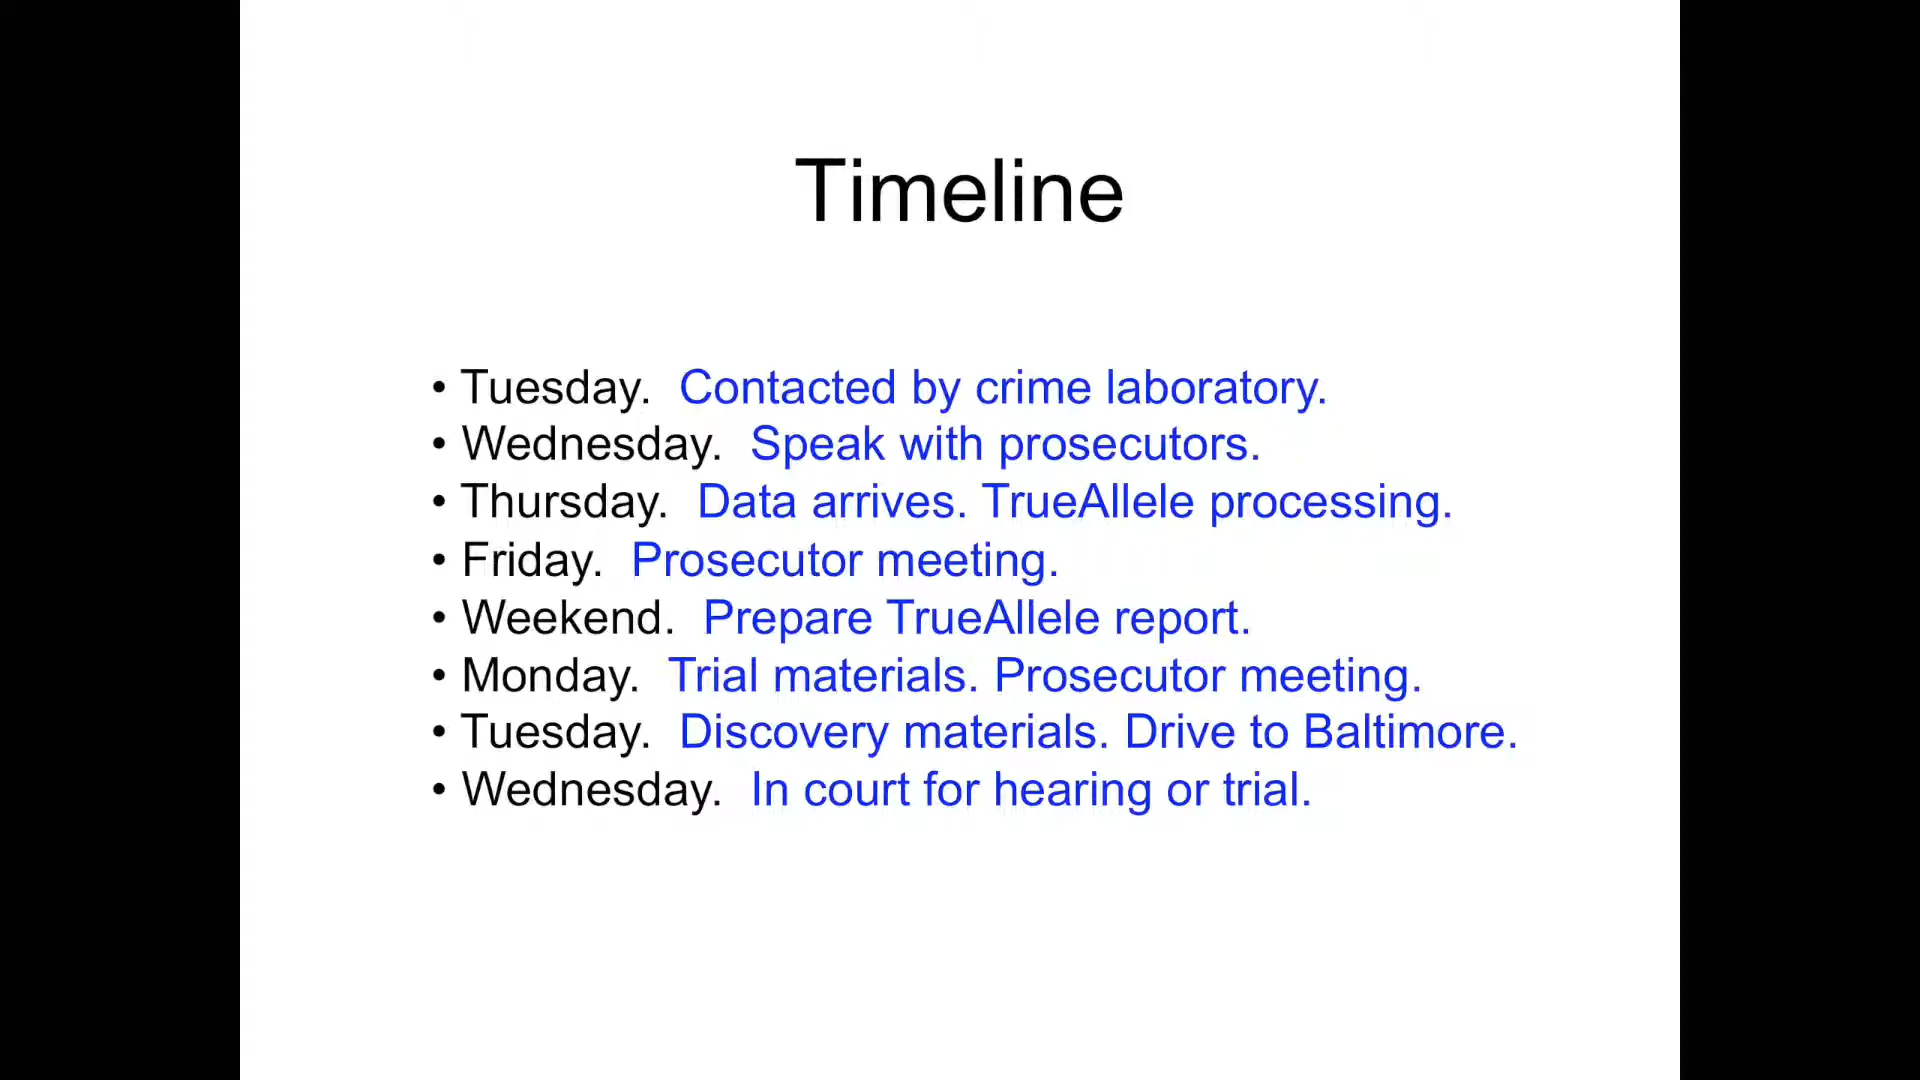 Timeline
• Tuesday. Contacted by crime laboratory.
• Wednesday. Speak with prosecutors.
• Thursday. Data arrives. TrueAllele processing.
• Friday. Prosecutor meeting.
• Weekend. Prepare TrueAllele report.
• Monday. Trial materials. Prosecutor meeting.
• Tuesday. Discovery materials. Drive to Baltimore.
• Wednesday. In court for hearing or trial.